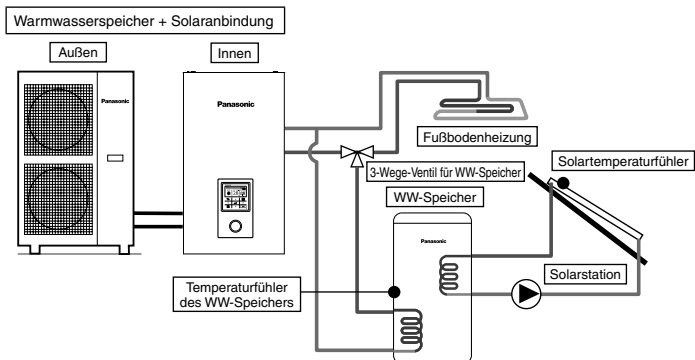 Warmwasserspeicher + Solaranbindung
Außen
Innen
Panasonic
Panasonic
Fußbodenheizung
Solartemperaturfühler
3-Wege-Ventil für WW-Speicher
WW-Speicher
Panasonic
Solarstation
Temperaturfühler
des WW-Speichers